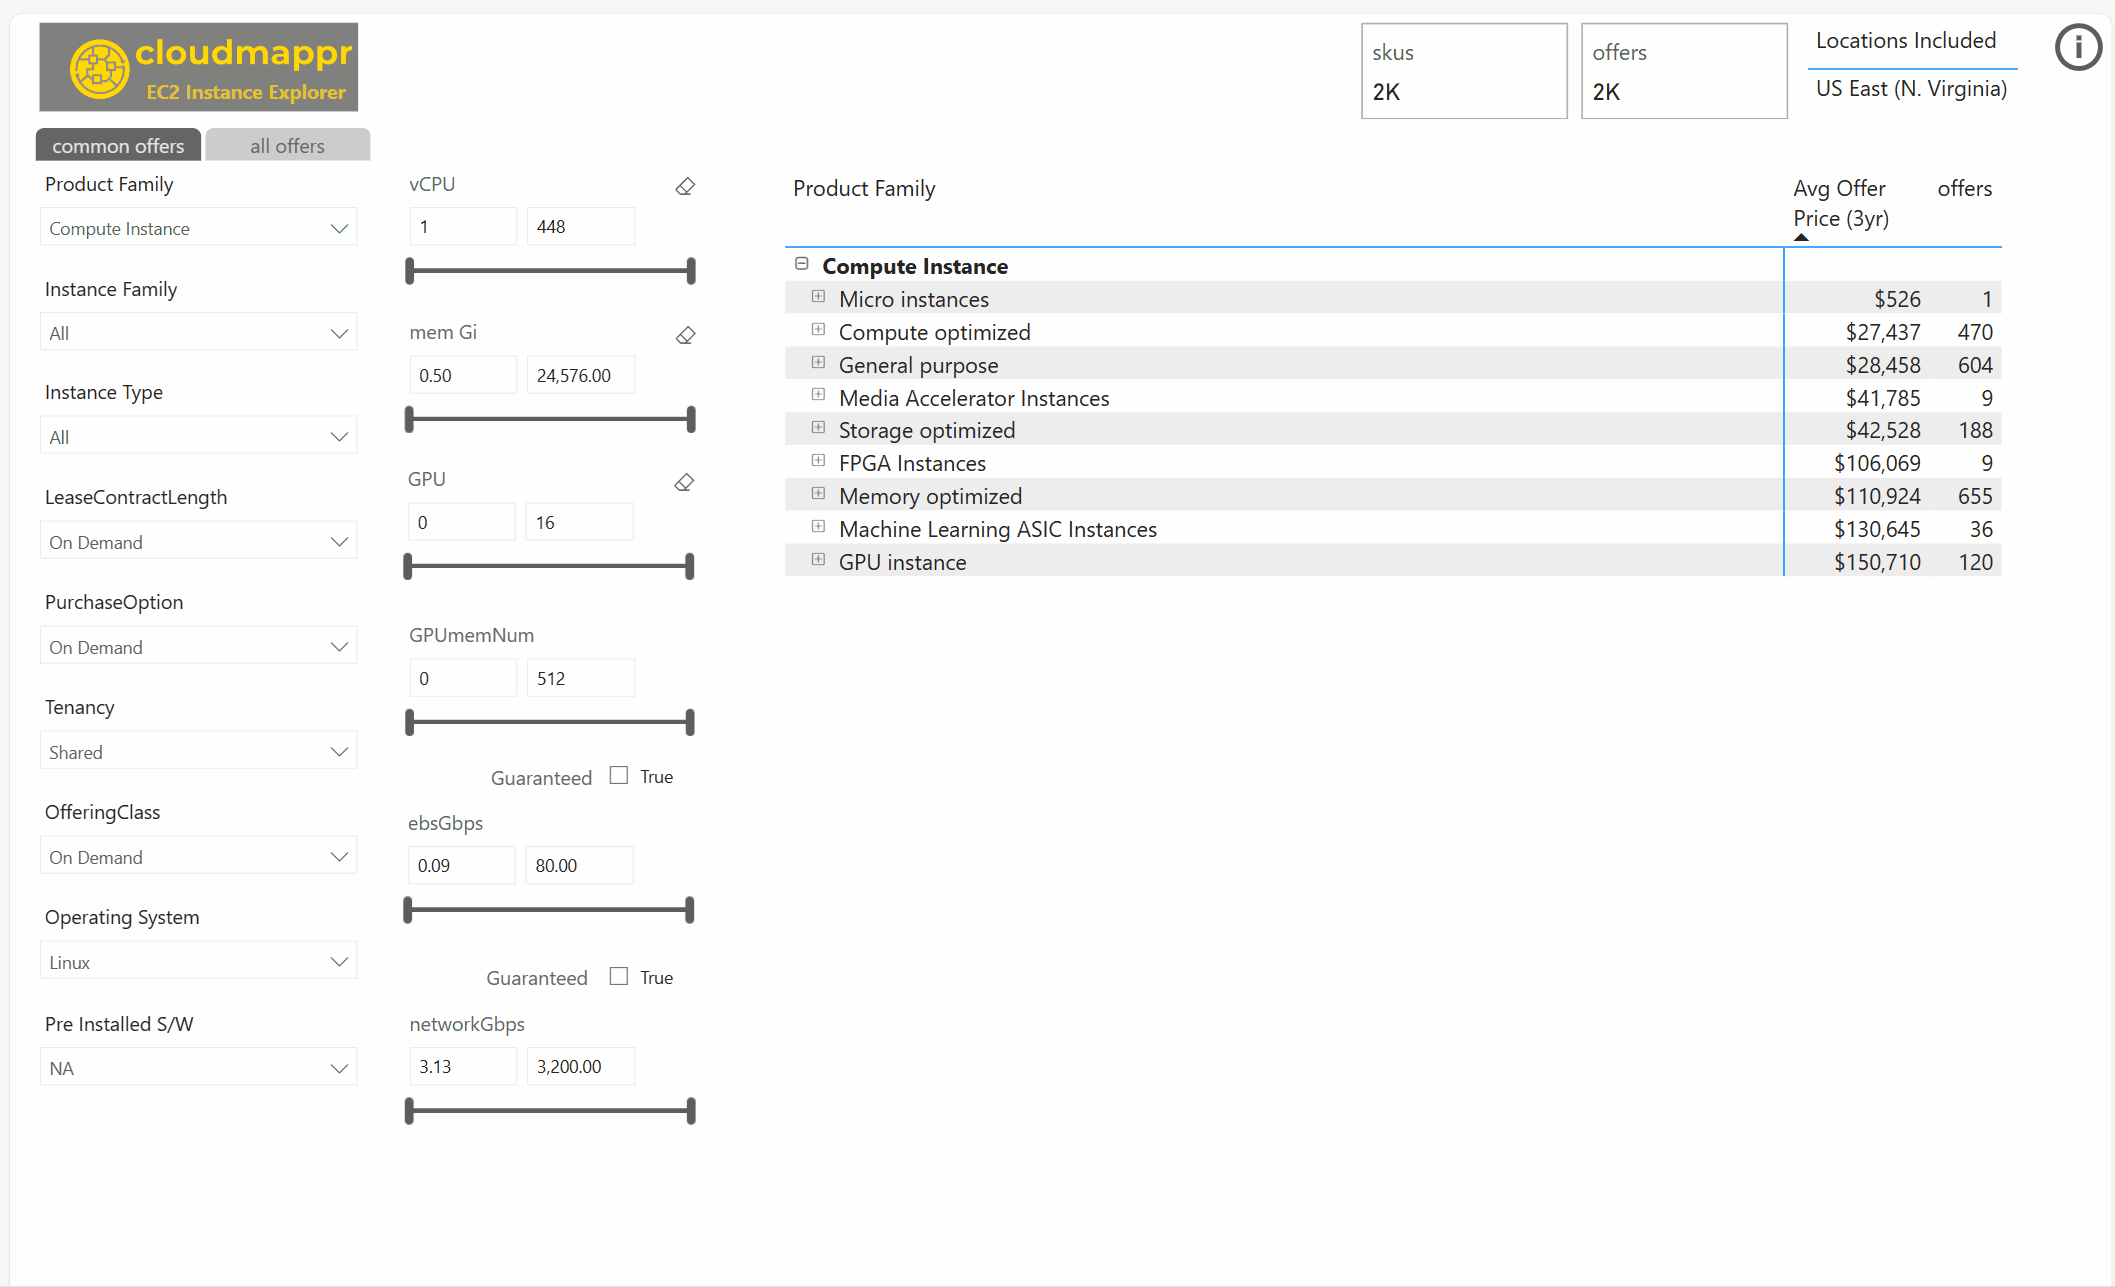 cloudmappr
EC2 Instance Explorer
skus
2K
offers
2K
Locations Included
US East (N. Virginia)
common offers
all offers
Product Family
Compute Instance
Instance Family
All
Instance Type
All
LeaseContractLength
On Demand
PurchaseOption
On Demand
Tenancy
Shared
OfferingClass
On Demand
Operating System
Linux
Pre Installed S/W
NA
vCPU
1 448
mem Gi
0.50 24,576.00
GPU
0 16
GPUmemNum
0 512
Guaranteed True
ebsGbps
0.09 80.00
Guaranteed True
networkGbps
3.13 3,200.00
Product Family Avg Offer Price (3yr) offers
Compute Instance
Micro instances $526 1
Compute optimized $27,437 470
General purpose $28,458 604
Media Accelerator Instances $41,785 9
Storage optimized $42,528 188
FPGA Instances $106,069 9
Memory optimized $110,924 655
Machine Learning ASIC Instances $130,645 36
GPU instance $150,710 120